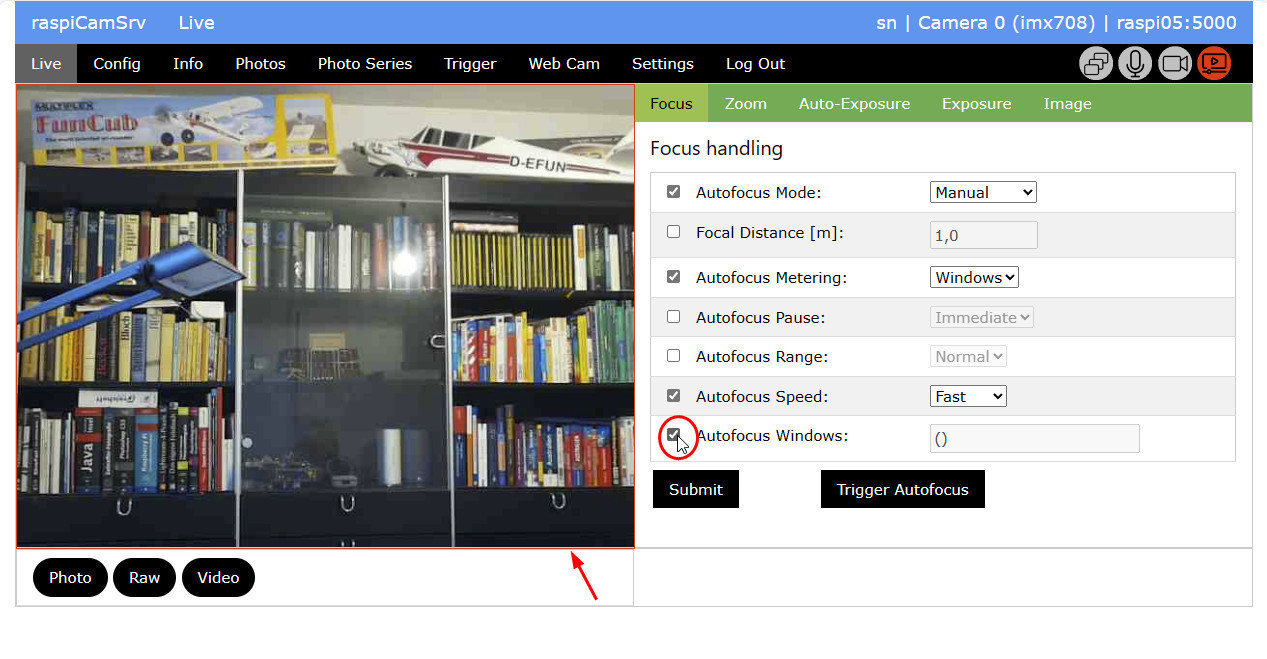 raspiCamSrv Live sn | Camera 0 (imx708) | raspi05:5000
Live Config Info Photos Photo Series Trigger Web Cam Settings Log Out
MULTIPLEX
FunCub
D-EFUN
Java
Focus Zoom Auto-Exposure Exposure Image
Focus handling
Autofocus Mode: Manual
Focal Distance [m]: 1,0
Autofocus Metering: Windows
Autofocus Pause: Immediate
Autofocus Range: Normal
Autofocus Speed: Fast
Autofocus Windows: ()
Submit Trigger Autofocus
Photo Raw Video